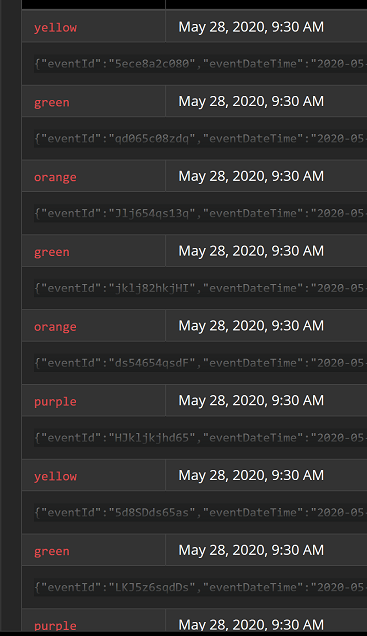 yellow May 28, 2020, 9:30 AM
{"eventId":"5ece8a2c080","eventDateTime":"2020-05-
green May 28, 2020, 9:30 AM
{"eventId":"qd065c08zdq","eventDateTime":"2020-05-
orange May 28, 2020, 9:30 AM
{"eventId":"Jlj654qs13q","eventDateTime":"2020-05-
green May 28, 2020, 9:30 AM
{"eventId":"jklj82hkjHI","eventDateTime":"2020-05-
orange May 28, 2020, 9:30 AM
{"eventId":"ds54654qsdF","eventDateTime":"2020-05-
purple May 28, 2020, 9:30 AM
{"eventId":"HJkljkjhd65","eventDateTime":"2020-05-
yellow May 28, 2020, 9:30 AM
{"eventId":"5d8SDds65as","eventDateTime":"2020-05-
green May 28, 2020, 9:30 AM
{"eventId":"LKJ5z6sqdDs","eventDateTime":"2020-05-
purple May 28, 2020, 9:30 AM